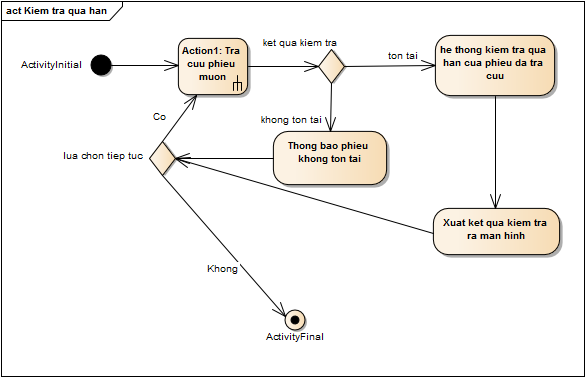 act Kiem tra qua han
ActivityInitial
Action1: Tra
cuu phieu
muon
ket qua kiem tra
ton tai
he thong kiem tra qua
han cua phieu da tra
cuu
Co
khong ton tai
Thong bao phieu
khong ton tai
lua chon tiep tuc
Xuat ket qua kiem tra
ra man hinh
Khong
ActivityFinal